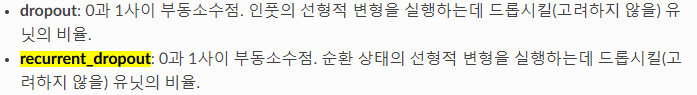 • dropout: 0과 1사이 부동소수점. 인풋의 선형적 변형을 실행하는데 드롭시킬(고려하지 않을) 유
닛의 비율.
• recurrent_dropout: 0과 1사이 부동소수점. 순환 상태의 선형적 변형을 실행하는데 드롭시킬(고
려하지 않을) 유닛의 비율.